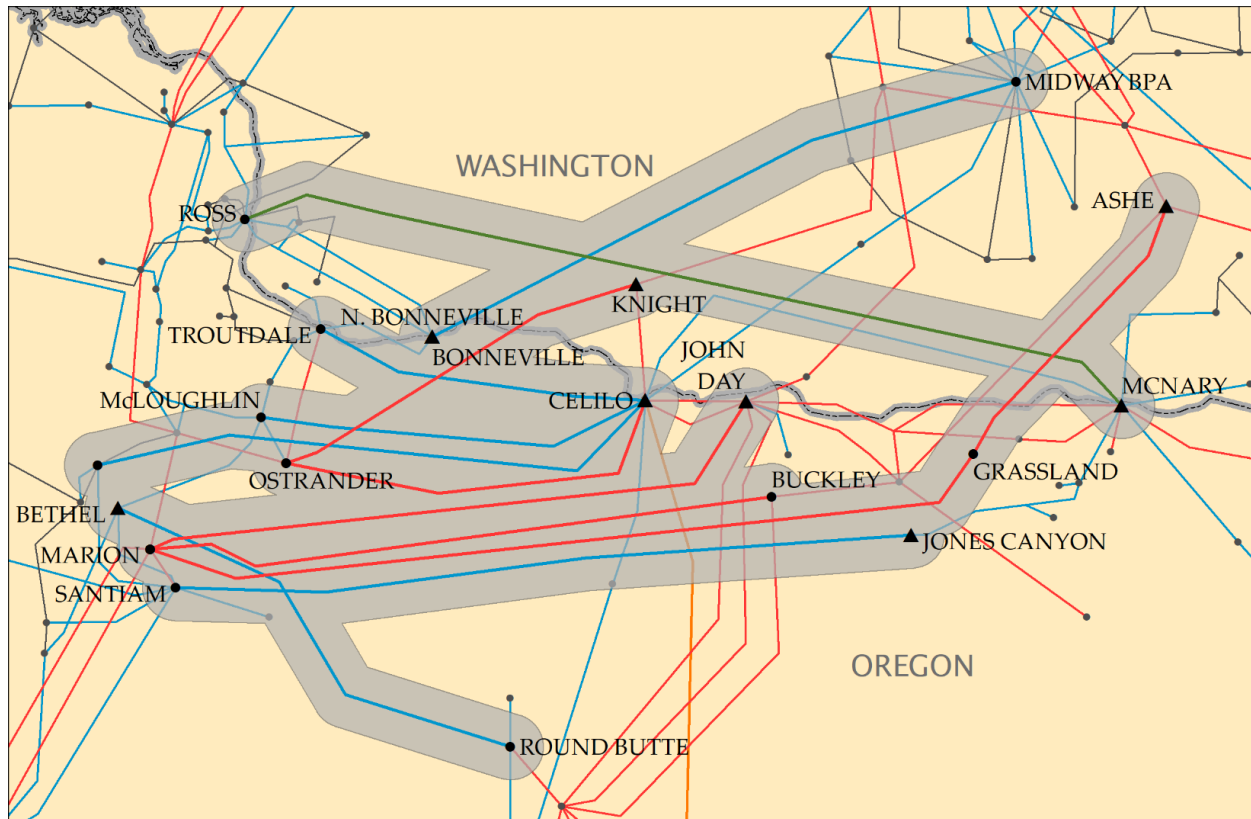 MIDWAY BPA
WASHINGTON
ASHE
ROSS
KNIGHT
N. BONNEVILLE
TROUTDALE
BONNEVILLE
JOHN
DAY
MCNARY
McLOUGHLIN
CELILO
OSTRANDER
GRASSLAND
BUCKLEY
BETHEL
JONES CANYON
MARION
SANTIAM
OREGON
ROUND BUTTE